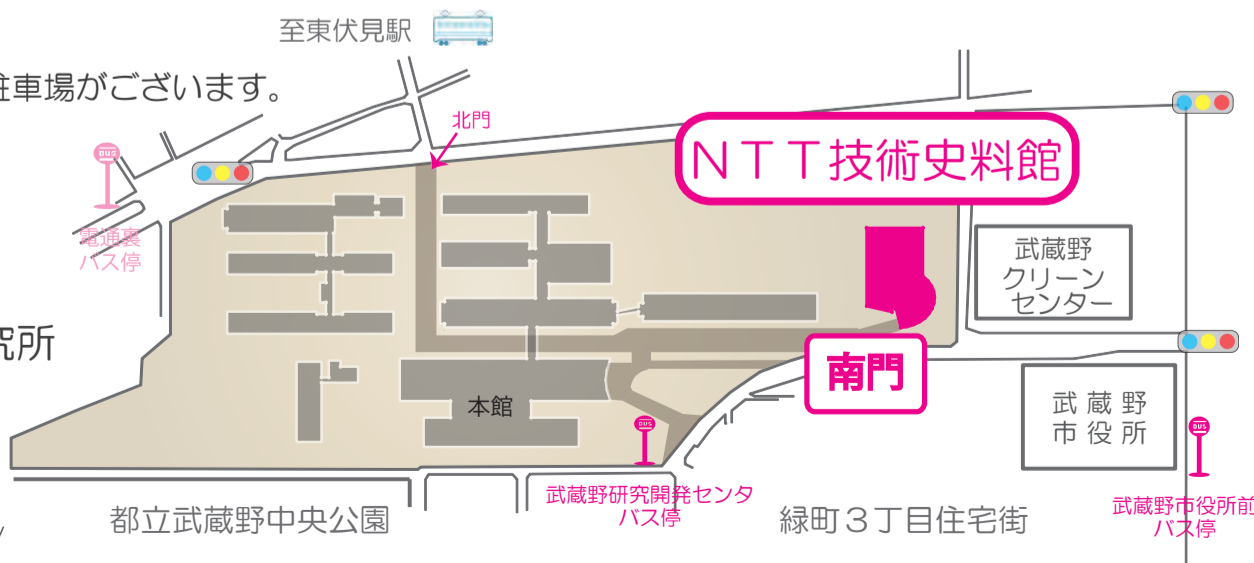 至東伏見駅
駐車場がございます。
北門
NTT技術史料館
BUS
電通裏
バス停
武蔵野
クリーン
センター
究所
南門
本館
武蔵野
市役所
BUS
BUS
武蔵野研究開発センタ
バス停
武蔵野市役所前
バス停
都立武蔵野中央公園
緑町3丁目住宅街